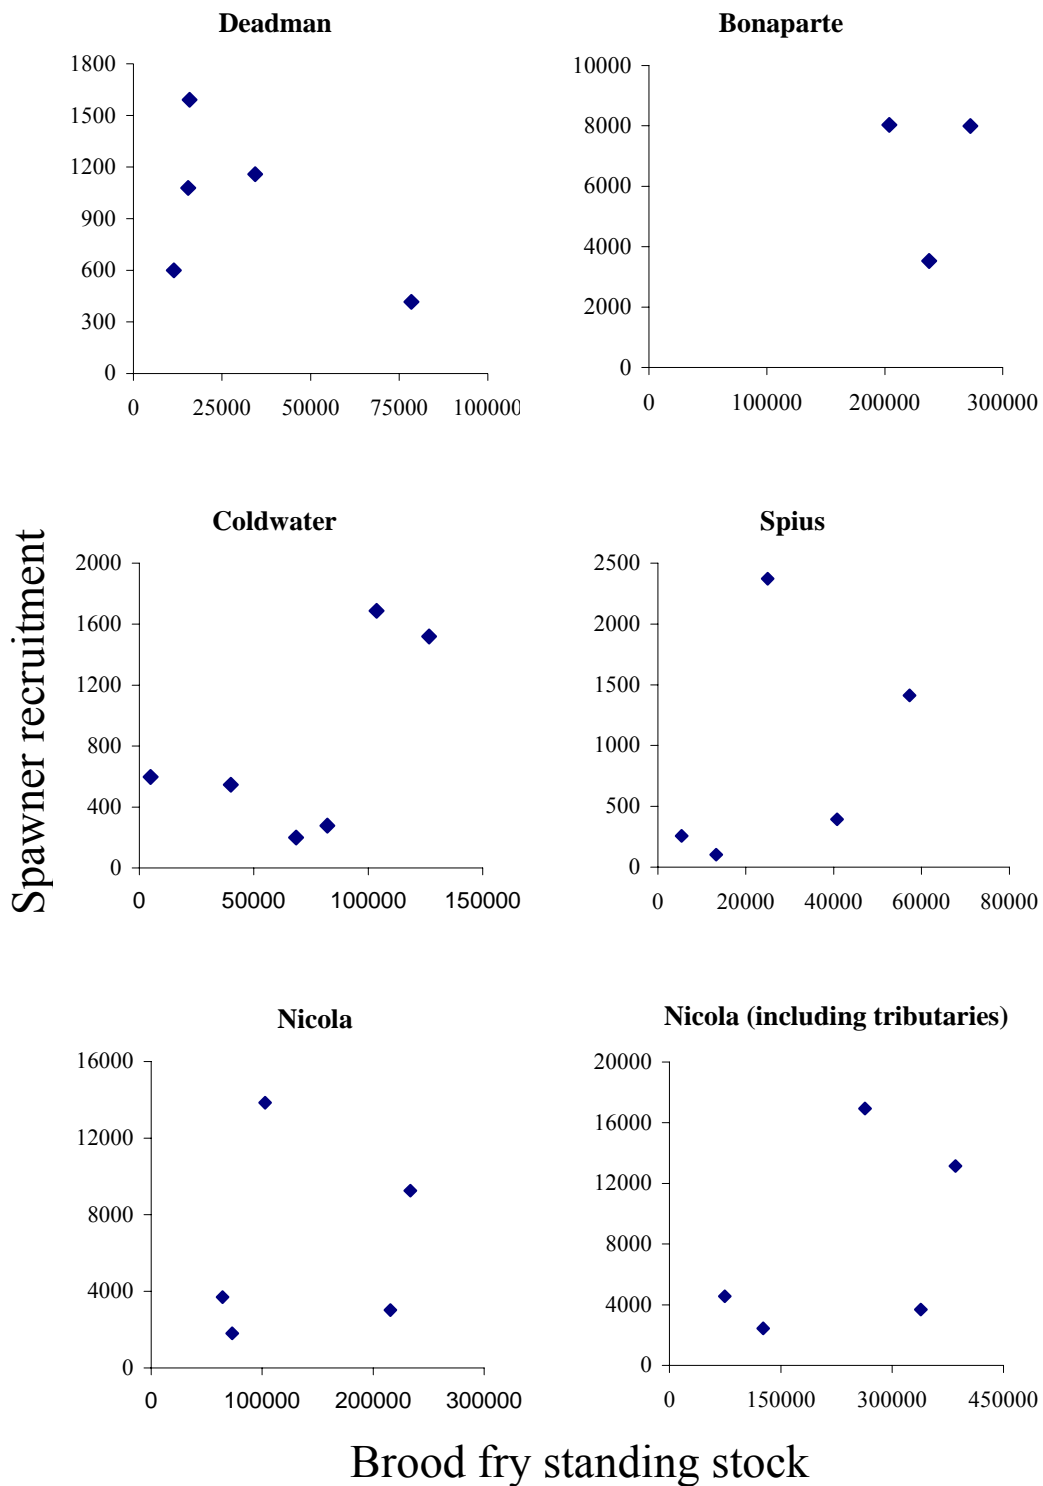 Deadman
1800
1500
1200
900
600
300
0
0 25000 50000 75000 100000
Bonaparte
10000
8000
6000
4000
2000
0
0 100000 200000 300000
Spawner recruitment
Coldwater
2000
1600
1200
800
400
0
0 50000 100000 150000
Spius
2500
2000
1500
1000
500
0
0 20000 40000 60000 80000
Nicola
16000
12000
8000
4000
0
0 100000 200000 300000
Nicola (including tributaries)
20000
16000
12000
8000
4000
0
0 150000 300000 450000
Brood fry standing stock